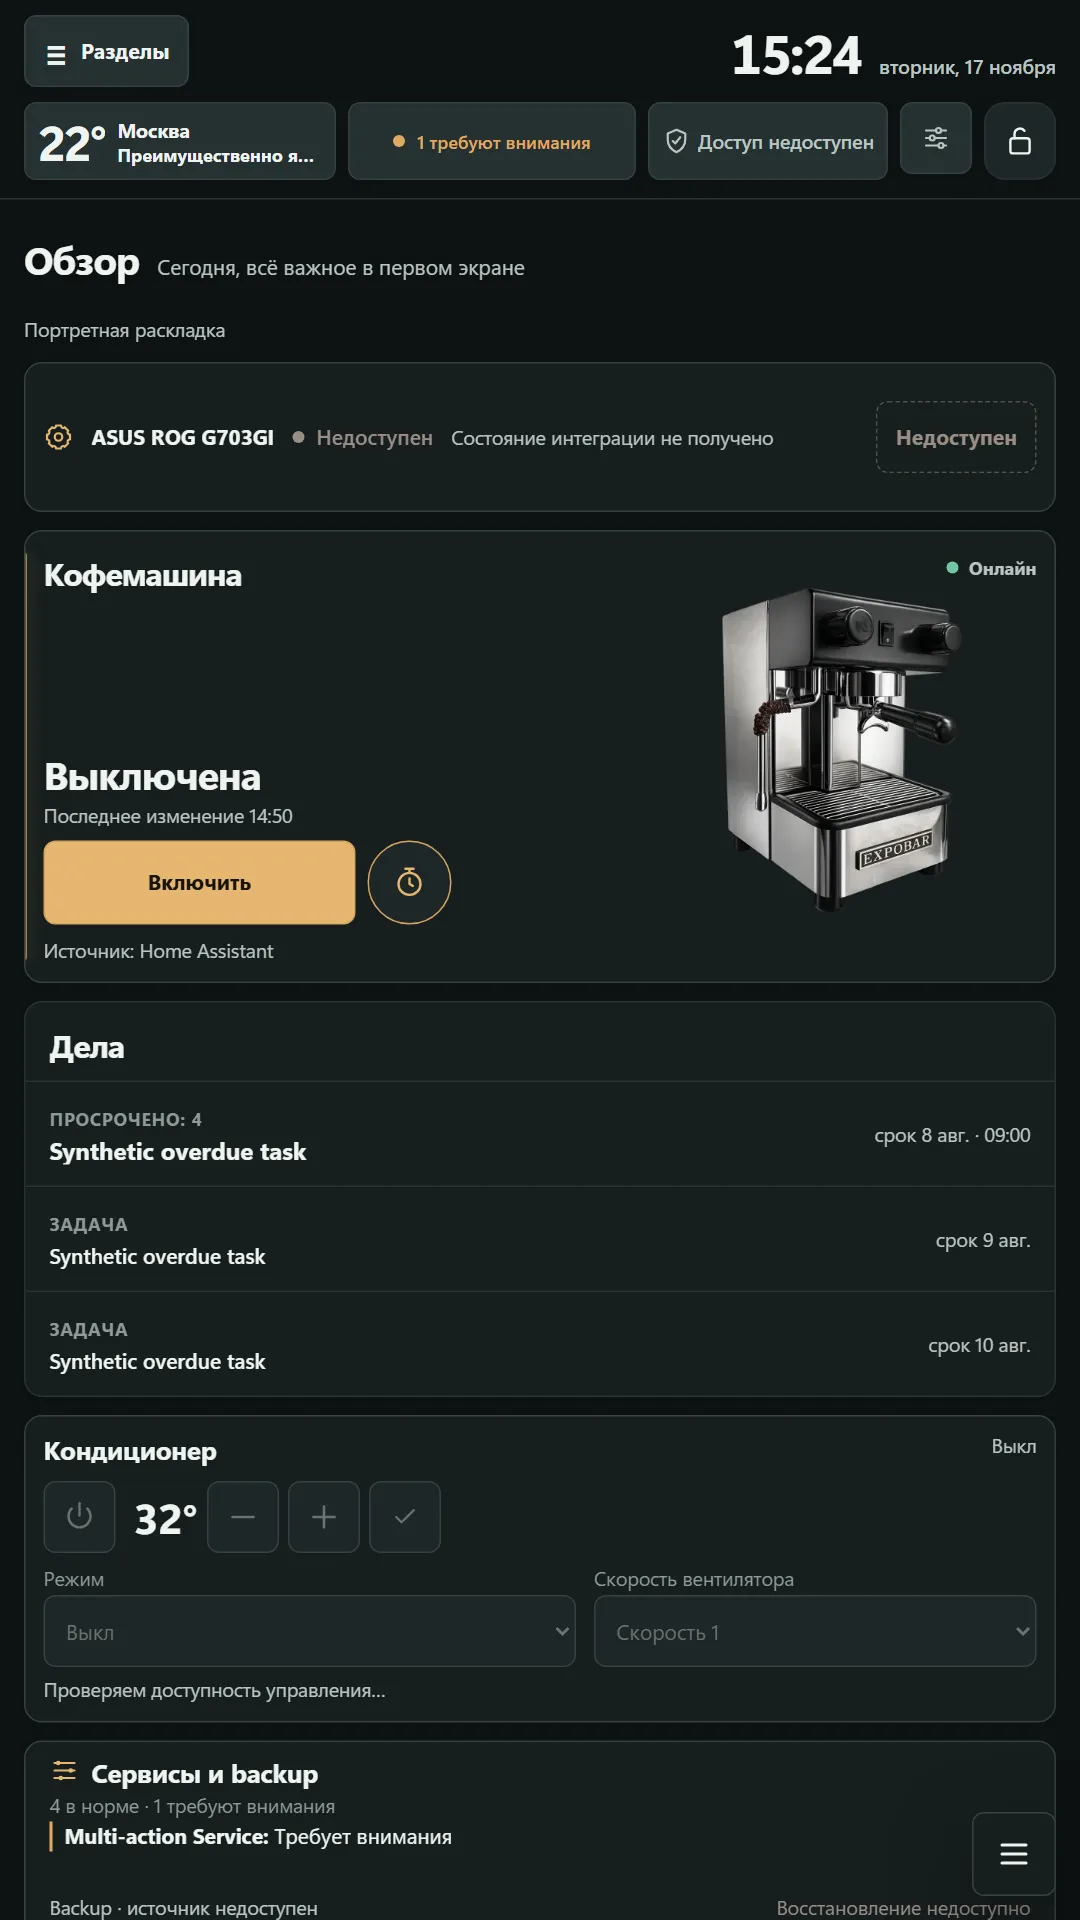 Разделы
15:24 вторник, 17 ноября
22° Москва
Преимущественно я...
1 требуют внимания
Доступ недоступен
Обзор Сегодня, всё важное в первом экране
Портретная раскладка
ASUS ROG G703GI Недоступен Состояние интеграции не получено Недоступен
Кофемашина
Онлайн
EXPOBAR
Выключена
Последнее изменение 14:50
Включить
Источник: Home Assistant
Дела
ПРОСРОЧЕНО: 4
Synthetic overdue task
срок 8 авг. · 09:00
ЗАДАЧА
Synthetic overdue task
срок 9 авг.
ЗАДАЧА
Synthetic overdue task
срок 10 авг.
Кондиционер
Выкл
32°
Режим
Скорость вентилятора
Выкл
Скорость 1
Проверяем доступность управления...
Сервисы и backup
4 в норме · 1 требуют внимания
Multi-action Service: Требует внимания
Backup · источник недоступен
Восстановление недоступно